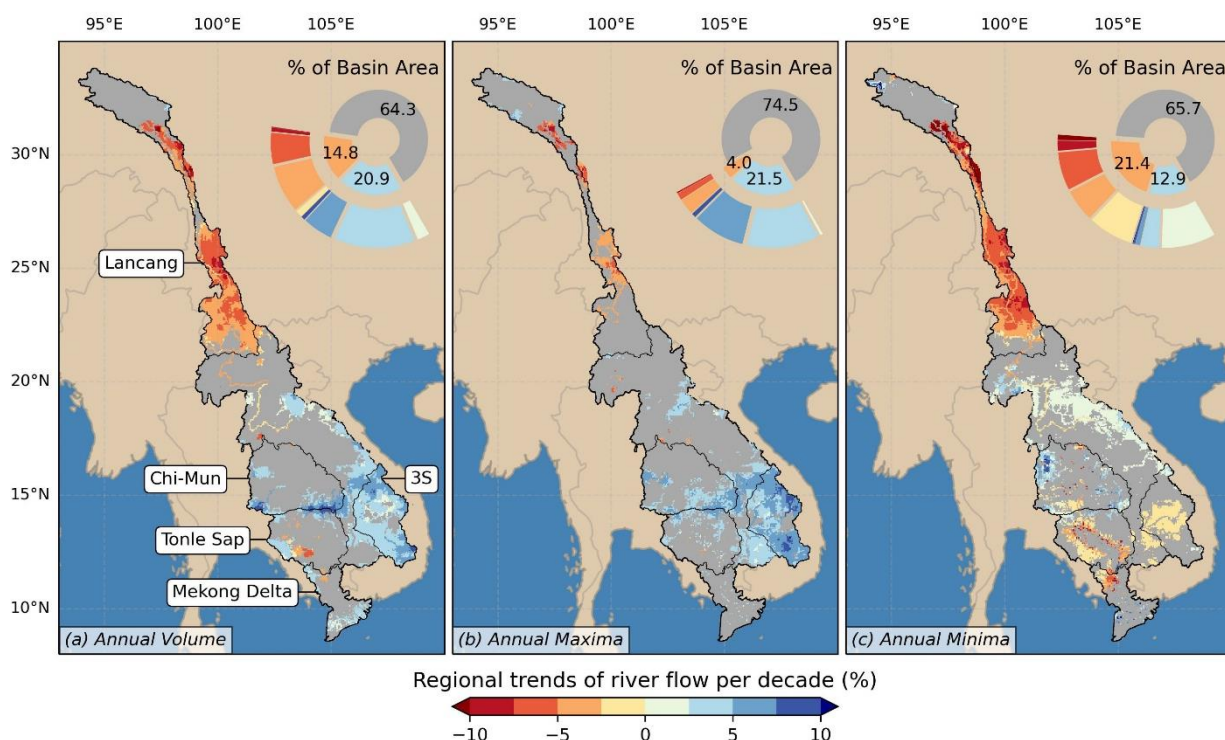 95°E 100°E 105°E 95°E 100°E 105°E 95°E 100°E 105°E
% of Basin Area
64.3
14.8
20.9
% of Basin Area
74.5
4.0
21.5
% of Basin Area
65.7
21.4
12.9
30°N
25°N
20°N
15°N
10°N
Lancang
Chi-Mun
3S
Tonle Sap
Mekong Delta
(a) Annual Volume
(b) Annual Maxima
(c) Annual Minima
Regional trends of river flow per decade (%)
−10 −5 0 5 10